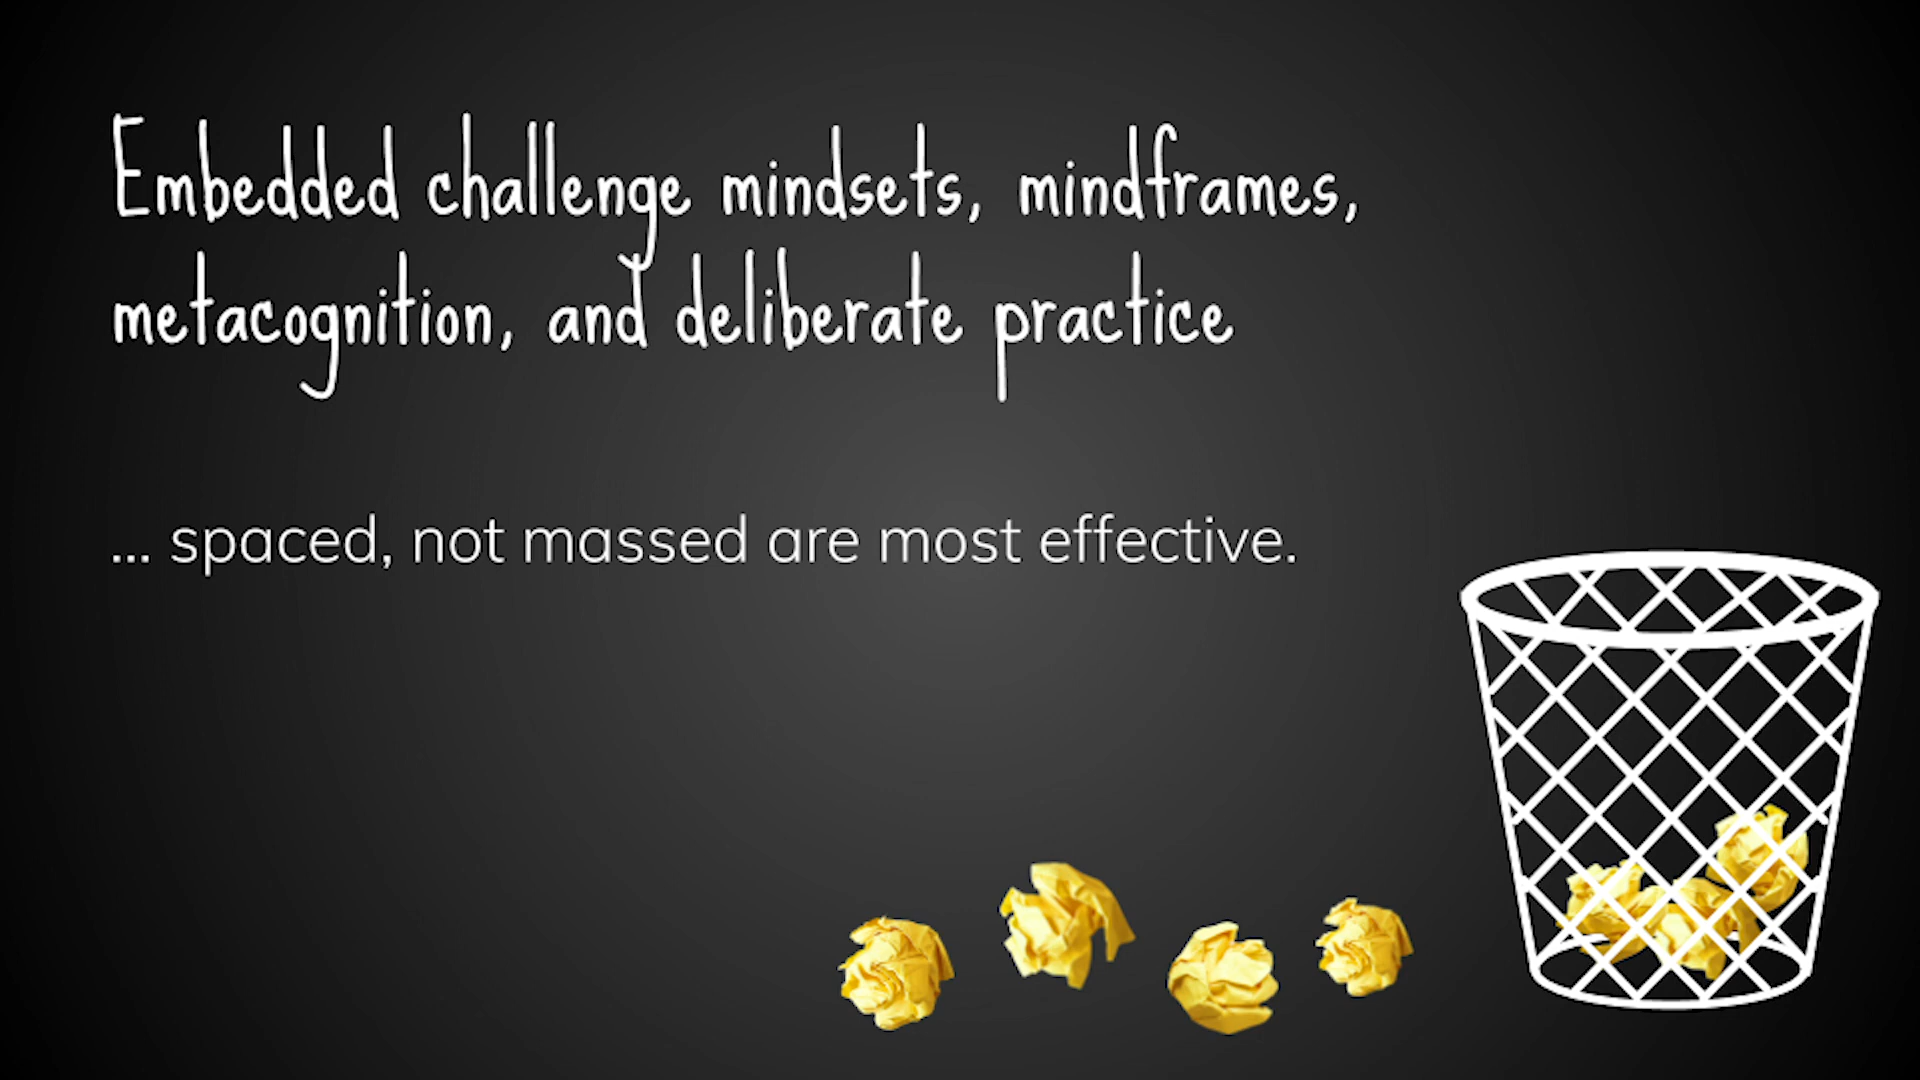 Embedded challenge mindsets, mindframes,
metacognition, and deliberate practice
... spaced, not massed are most effective.